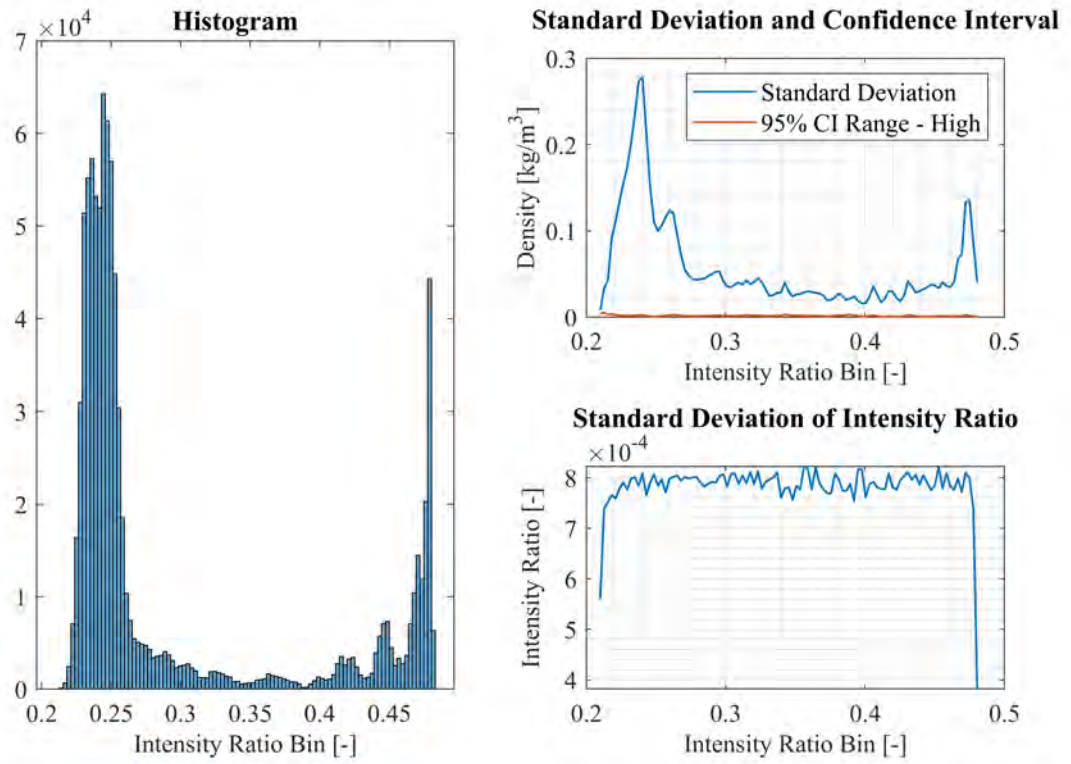 Histogram
×10⁴
7
6
5
4
3
2
1
0
0.2 0.25 0.3 0.35 0.4 0.45
Intensity Ratio Bin [-]
Standard Deviation and Confidence Interval
Density [kg/m³]
0.3
0.2
0.1
0
Standard Deviation
95% CI Range - High
0.2 0.3 0.4 0.5
Intensity Ratio Bin [-]
Standard Deviation of Intensity Ratio
×10⁻⁴
Intensity Ratio [-]
8
7
6
5
4
0.2 0.3 0.4 0.5
Intensity Ratio Bin [-]